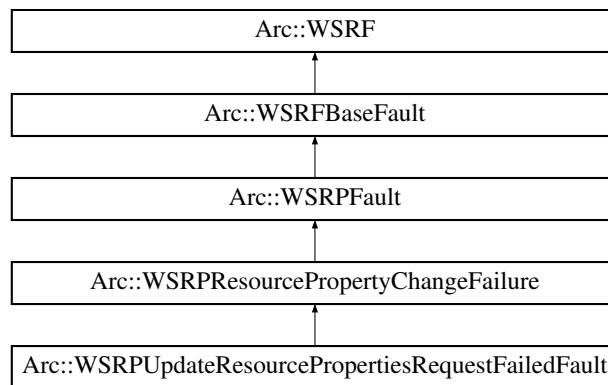 Arc::WSRF
Arc::WSRFBaseFault
Arc::WSRPFault
Arc::WSRPResourcePropertyChangeFailure
Arc::WSRPUpdateResourcePropertiesRequestFailedFault